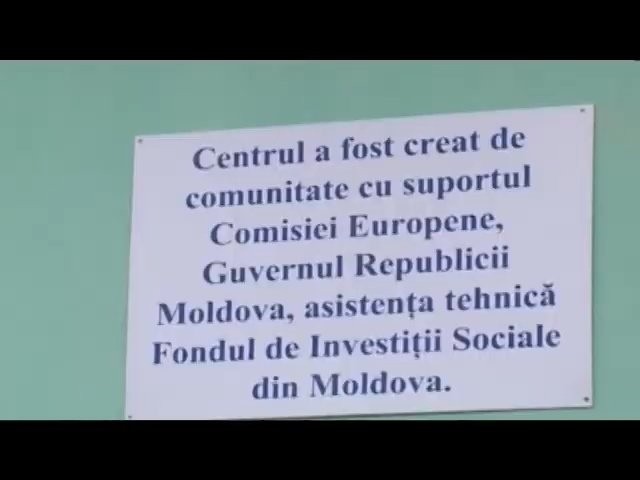 Centrul a fost creat de
comunitate cu suportul
Comisiei Europene,
Guvernul Republicii
Moldova, asistența tehnică
Fondul de Investiții Sociale
din Moldova.